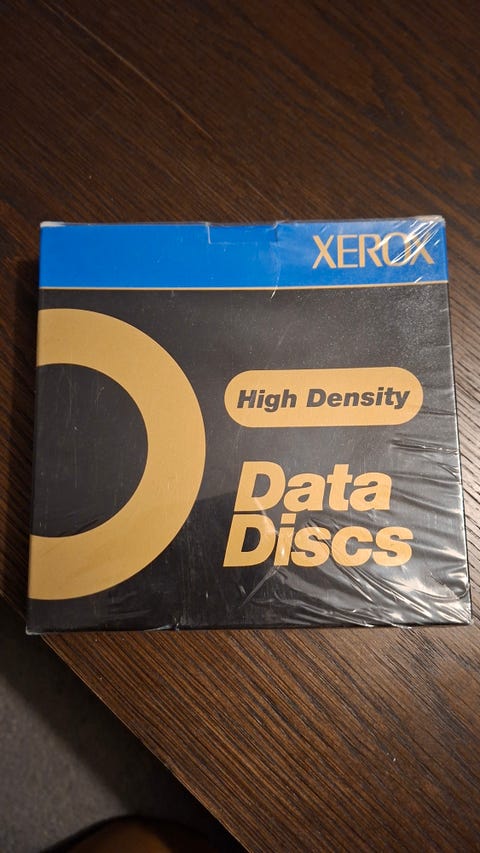 XEROX
High Density
Data
Discs